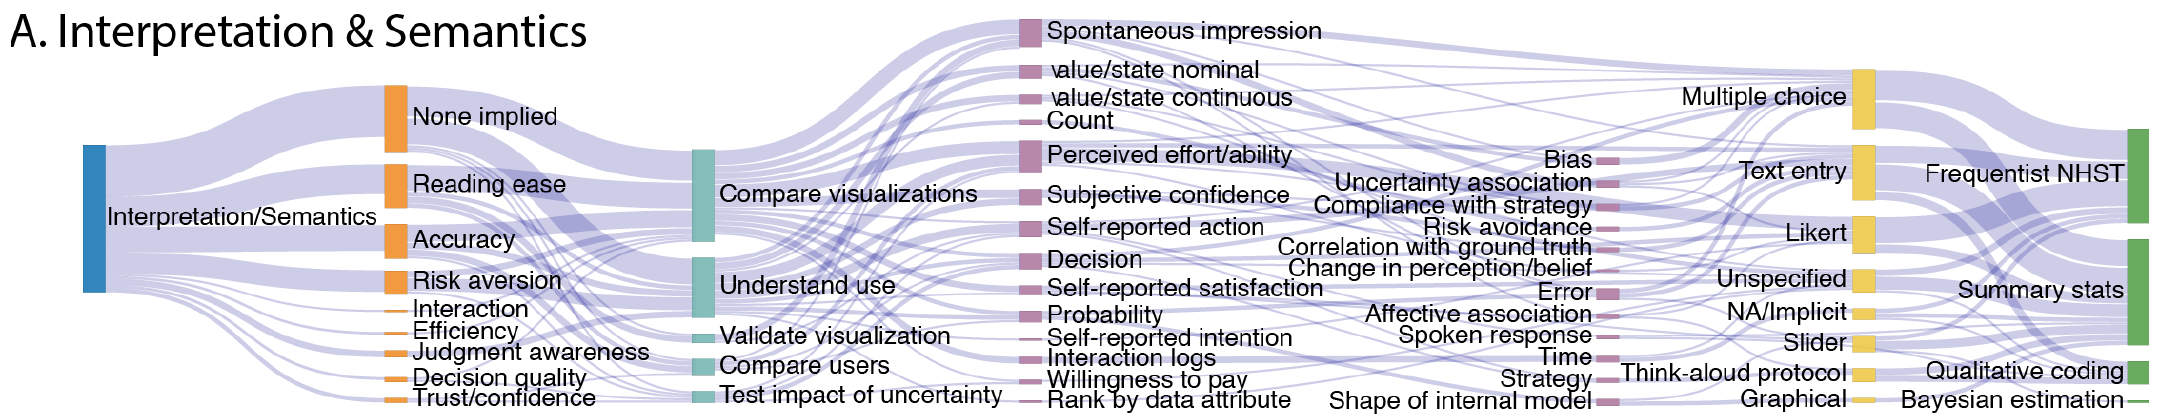 A. Interpretation & Semantics
Interpretation/Semantics
None implied
Reading ease
Accuracy
Risk aversion
Interaction
Efficiency
Judgment awareness
Decision quality
Trust/confidence
Compare visualizations
Understand use
Validate visualization
Compare users
Test impact of uncertainty
Spontaneous impression
value/state nominal
value/state continuous
Count
Perceived effort/ability
Subjective confidence
Self-reported action
Decision
Self-reported satisfaction
Probability
Self-reported intention
Interaction logs
Willingness to pay
Rank by data attribute
Bias
Uncertainty association
Compliance with strategy
Risk avoidance
Correlation with ground truth
Change in perception/belief
Error
Affective association
Spoken response
Time
Strategy
Shape of internal model
Multiple choice
Text entry
Likert
Unspecified
NA/Implicit
Slider
Think-aloud protocol
Graphical
Frequentist NHST
Summary stats
Qualitative coding
Bayesian estimation